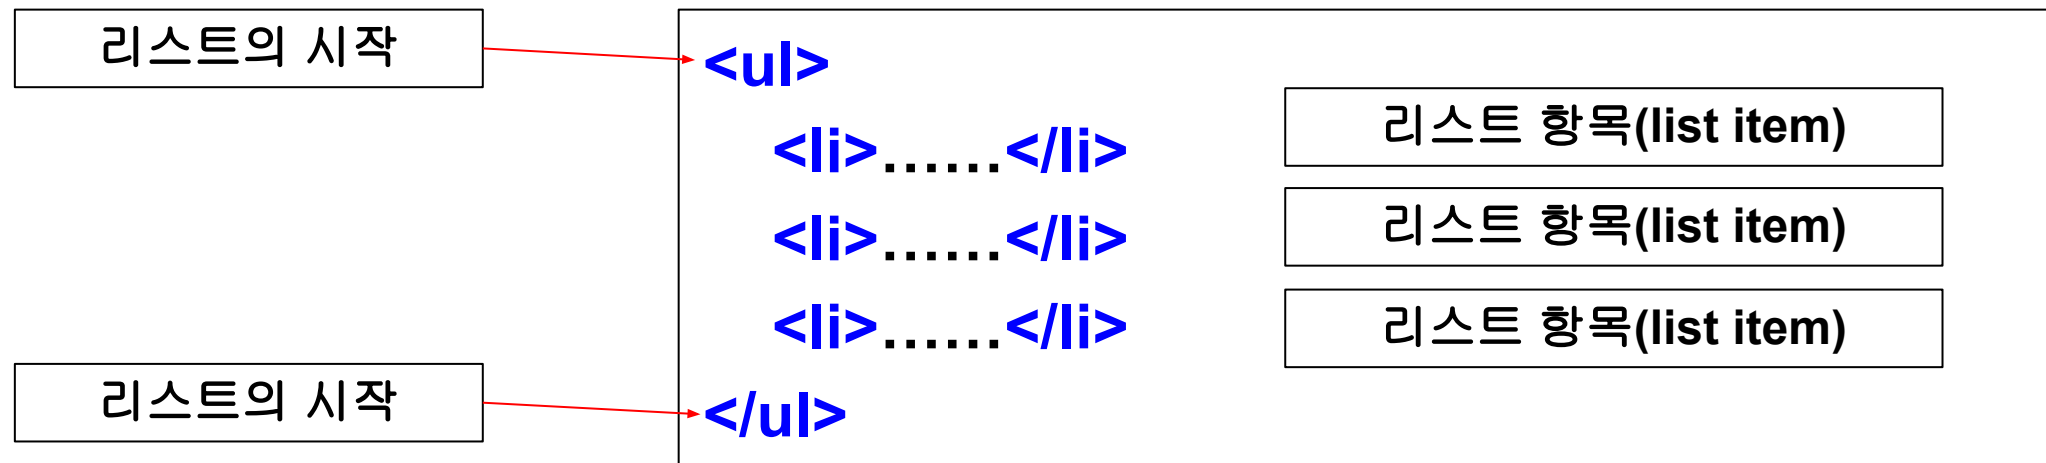 리스트의 시작
<ul>
<li>……</li> 리스트 항목(list item)
<li>……</li> 리스트 항목(list item)
<li>……</li> 리스트 항목(list item)
리스트의 시작
</ul>